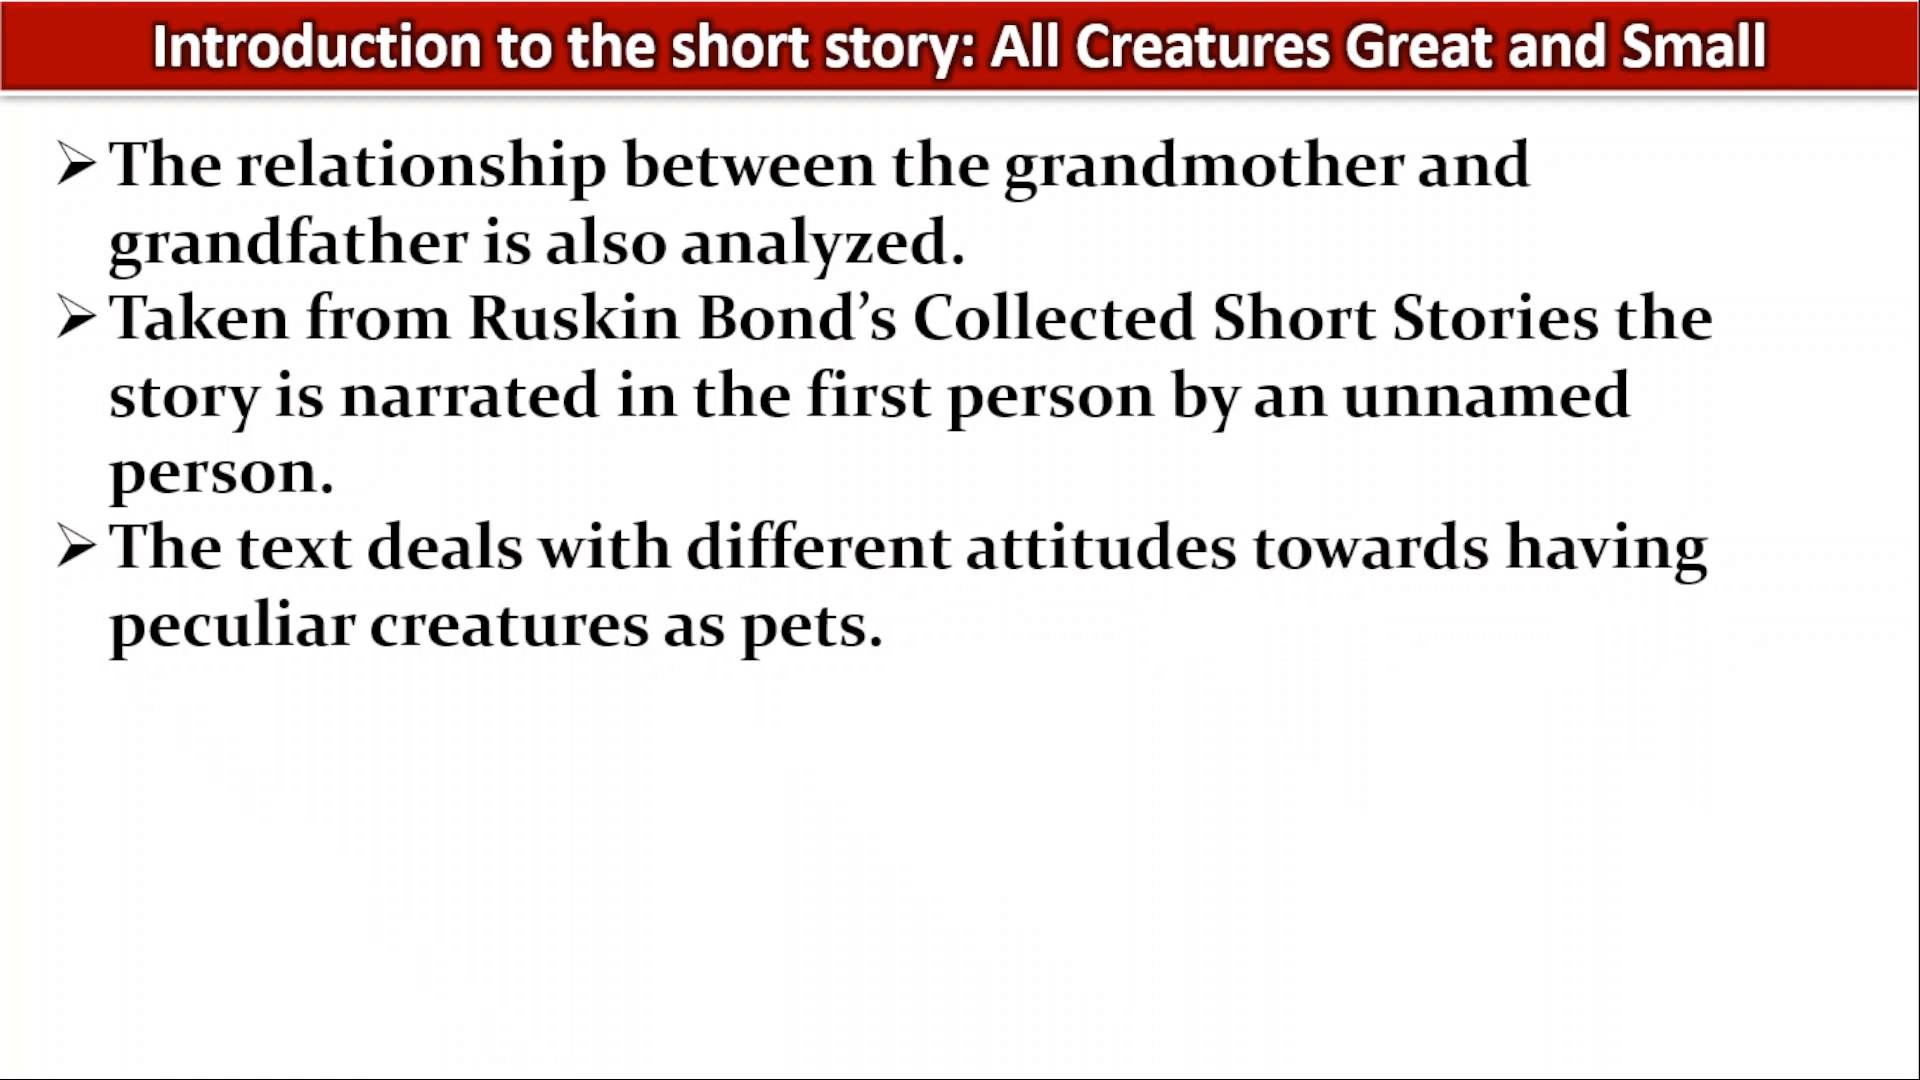 Introduction to the short story: All Creatures Great and Small
➢ The relationship between the grandmother and
grandfather is also analyzed.
➢ Taken from Ruskin Bond’s Collected Short Stories the
story is narrated in the first person by an unnamed
person.
➢ The text deals with different attitudes towards having
peculiar creatures as pets.